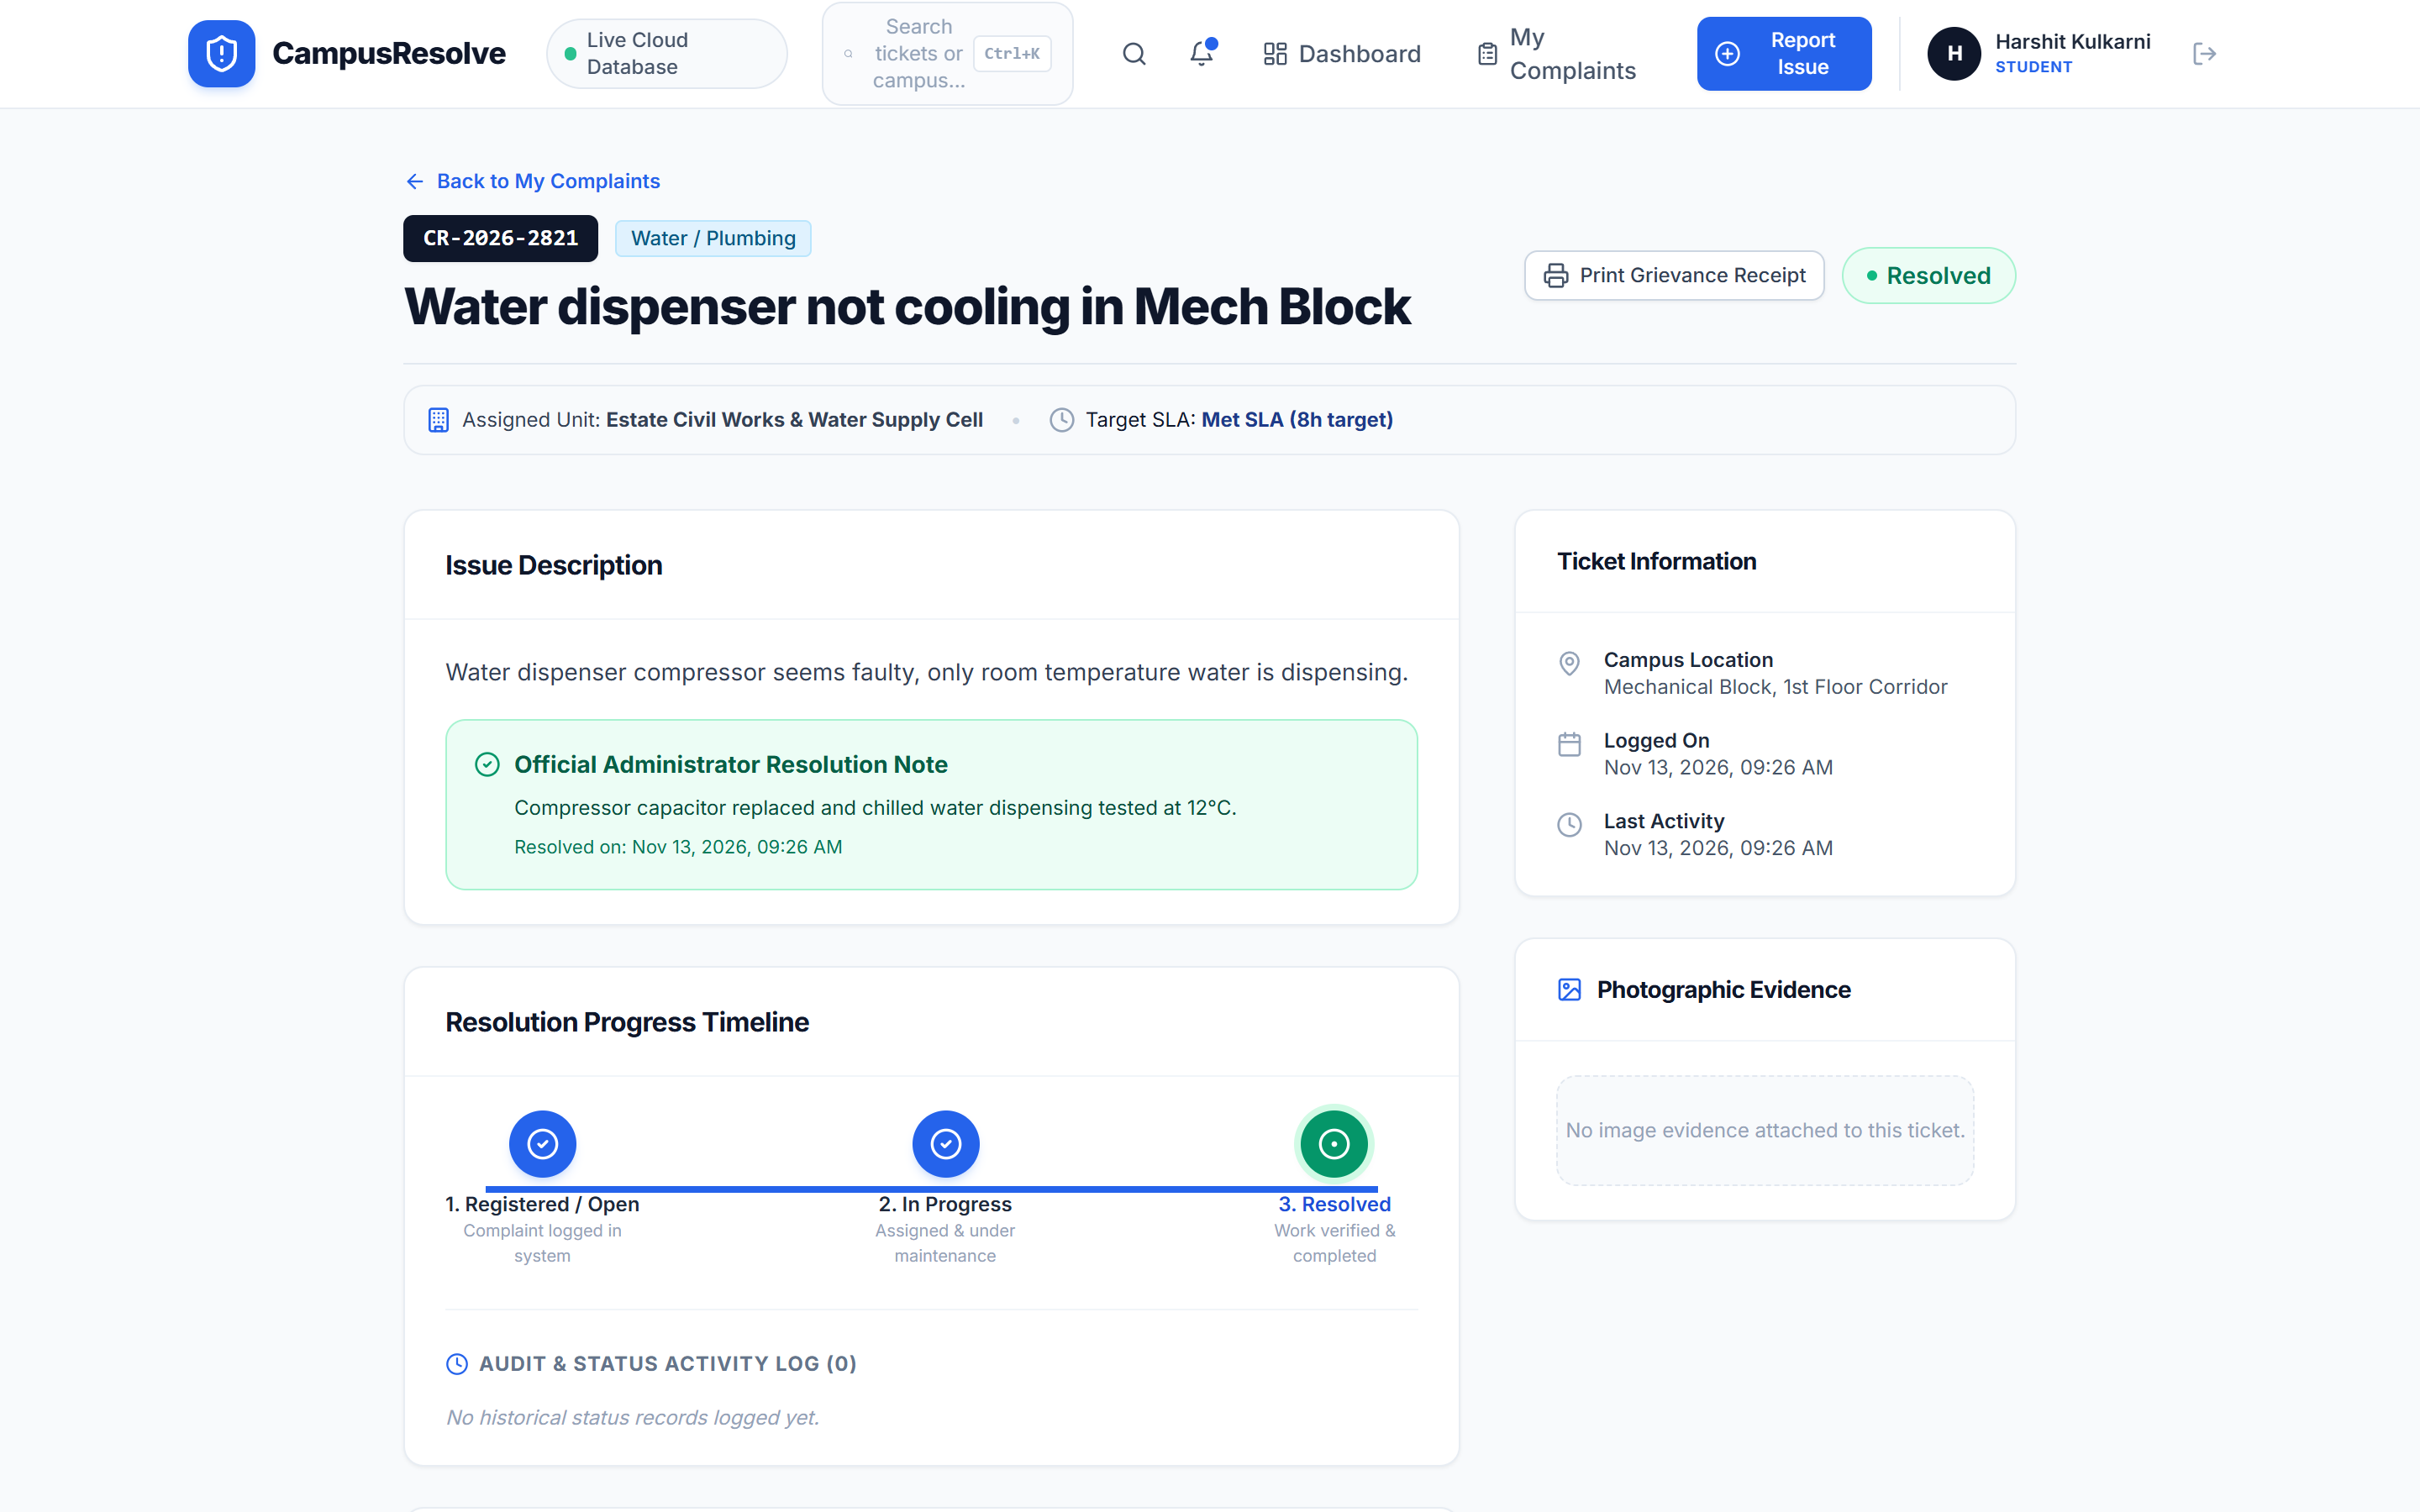 CampusResolve
Live Cloud
Database
Search
tickets or
campus...
Ctrl+K
Dashboard
My
Complaints
Report
Issue
H
Harshit Kulkarni
STUDENT
Back to My Complaints
CR-2026-2821
Water / Plumbing
Water dispenser not cooling in Mech Block
Print Grievance Receipt
Resolved
Assigned Unit: Estate Civil Works & Water Supply Cell
Target SLA: Met SLA (8h target)
Issue Description
Water dispenser compressor seems faulty, only room temperature water is dispensing.
Official Administrator Resolution Note
Compressor capacitor replaced and chilled water dispensing tested at 12°C.
Resolved on: Nov 13, 2026, 09:26 AM
Resolution Progress Timeline
1. Registered / Open
Complaint logged in
system
2. In Progress
Assigned & under
maintenance
3. Resolved
Work verified &
completed
AUDIT & STATUS ACTIVITY LOG (0)
No historical status records logged yet.
Ticket Information
Campus Location
Mechanical Block, 1st Floor Corridor
Logged On
Nov 13, 2026, 09:26 AM
Last Activity
Nov 13, 2026, 09:26 AM
Photographic Evidence
No image evidence attached to this ticket.